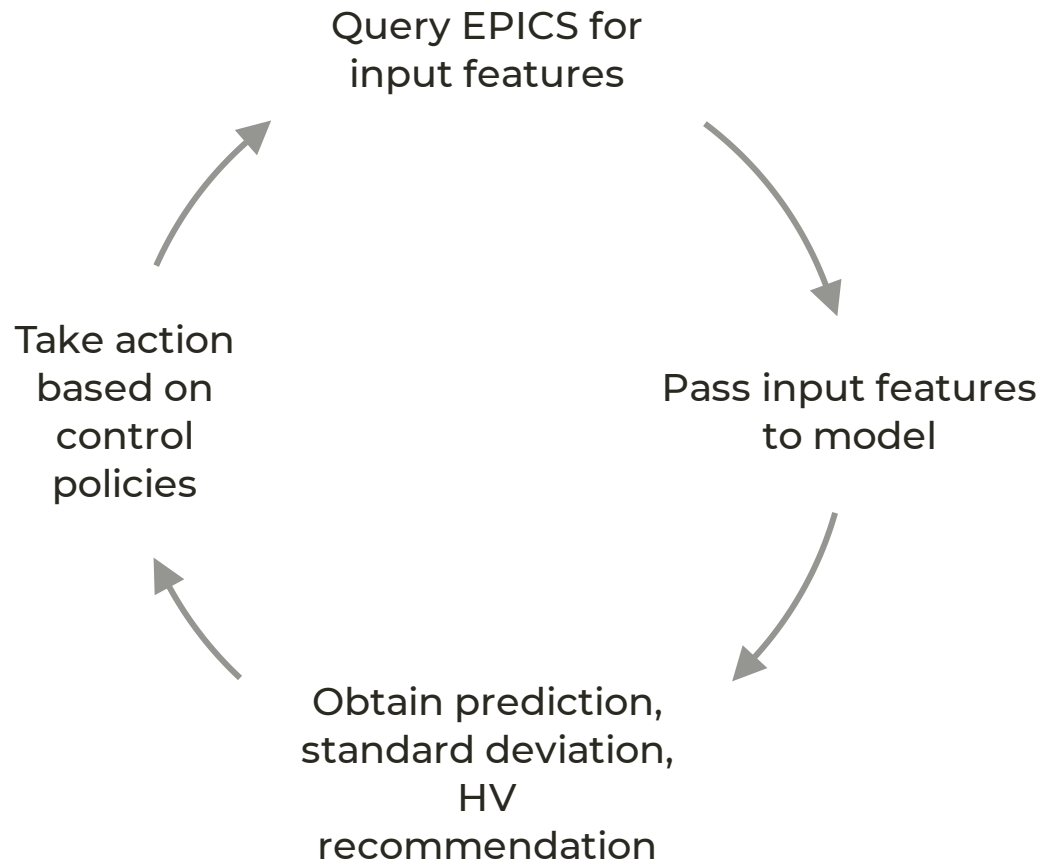 Query EPICS for
input features
Pass input features
to model
Obtain prediction,
standard deviation,
HV
recommendation
Take action
based on
control
policies